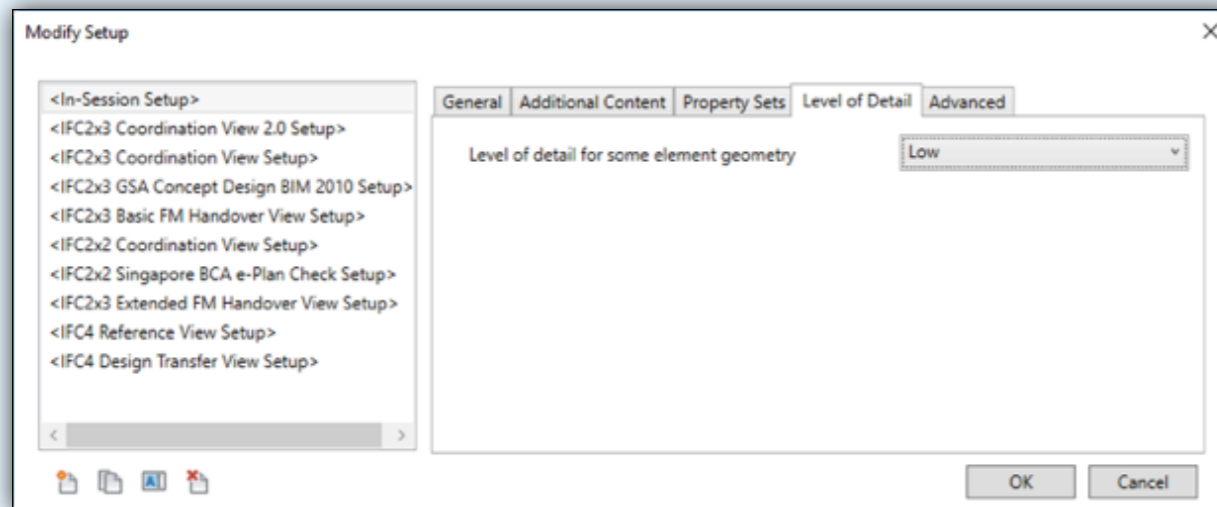 Modify Setup
<In-Session Setup>
<IFC2x3 Coordination View 2.0 Setup>
<IFC2x3 Coordination View Setup>
<IFC2x3 GSA Concept Design BIM 2010 Setup>
<IFC2x3 Basic FM Handover View Setup>
<IFC2x2 Coordination View Setup>
<IFC2x2 Singapore BCA e-Plan Check Setup>
<IFC2x3 Extended FM Handover View Setup>
<IFC4 Reference View Setup>
<IFC4 Design Transfer View Setup>
General Additional Content Property Sets Level of Detail Advanced
Level of detail for some element geometry Low
OK Cancel